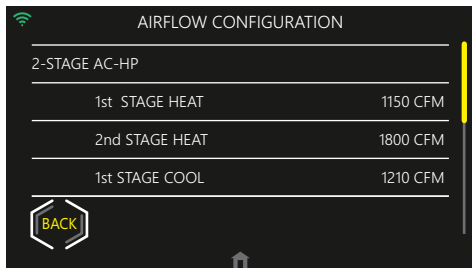 AIRFLOW CONFIGURATION
2-STAGE AC-HP
1st STAGE HEAT 1150 CFM
2nd STAGE HEAT 1800 CFM
1st STAGE COOL 1210 CFM
BACK